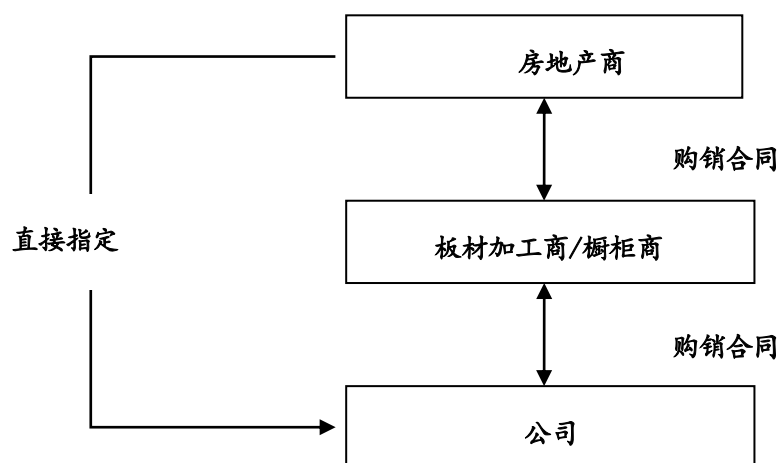 房地产商
购销合同
直接指定
板材加工商/橱柜商
购销合同
公司